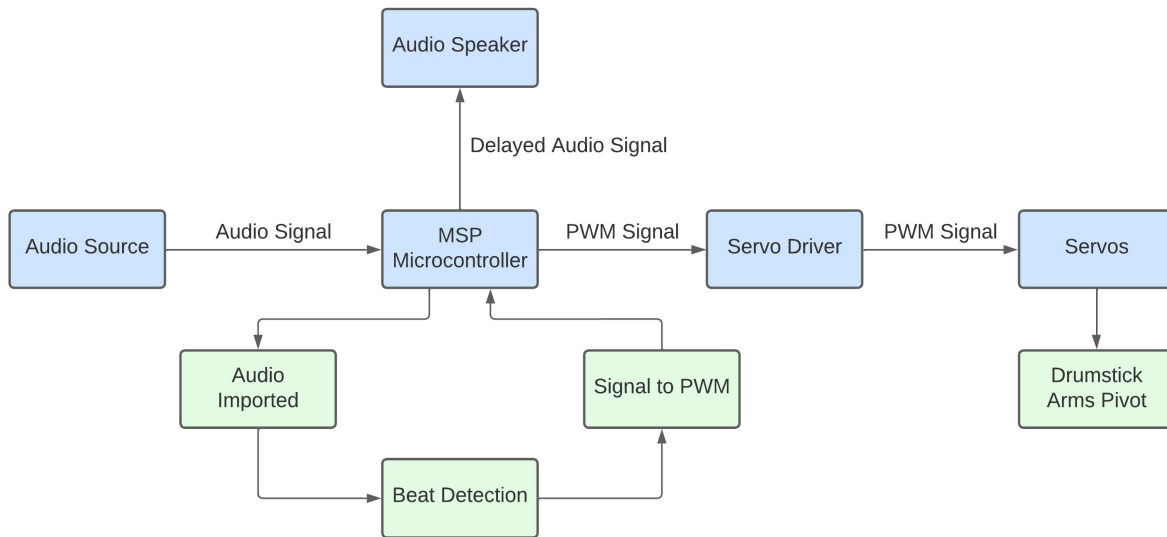 Audio Speaker
Delayed Audio Signal
Audio Source
Audio Signal
MSP
Microcontroller
PWM Signal
Servo Driver
PWM Signal
Servos
Audio
Imported
Signal to PWM
Drumstick
Arms Pivot
Beat Detection